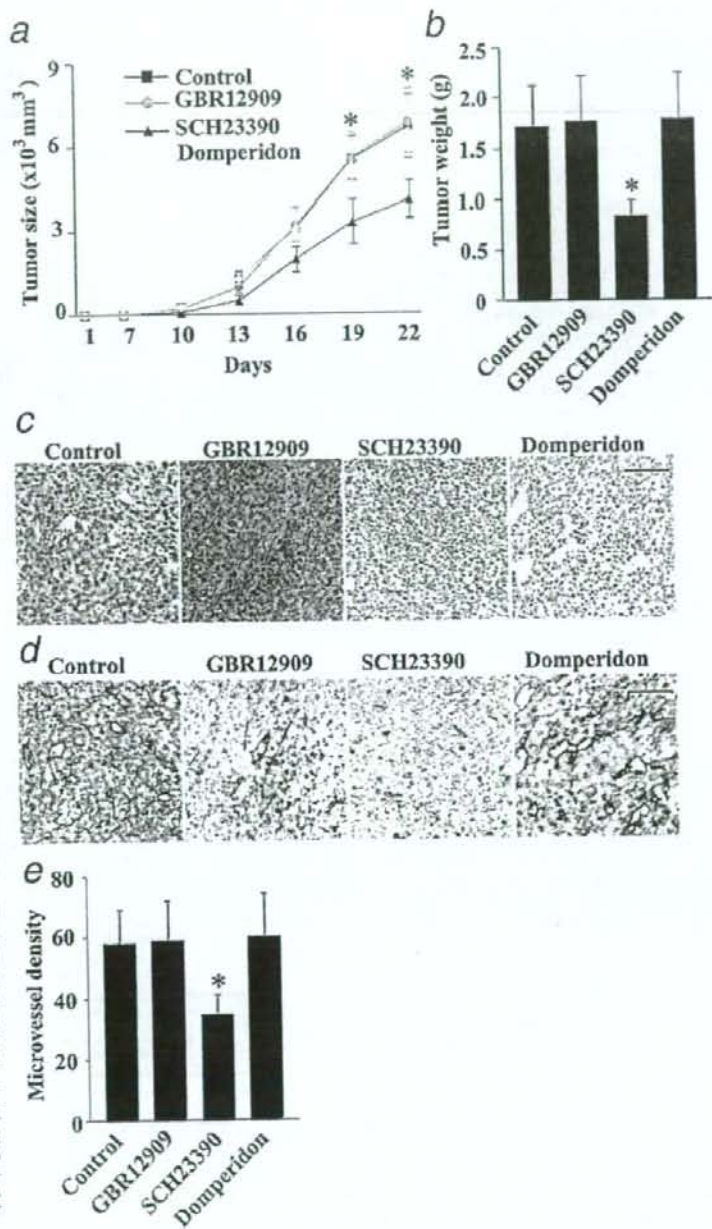 a
9
6
3
0
Tumor size (x10³ mm³)
Control
GBR12909
SCH23390
Domperidon
*
*
1 7 10 13 16 19 22
Days
b
2.5
2.0
1.5
1.0
0.5
0
Tumor weight (g)
*
Control
GBR12909
SCH23390
Domperidon
c
Control GBR12909 SCH23390 Domperidon
d
Control GBR12909 SCH23390 Domperidon
e
80
60
40
20
0
Microvessel density
*
Control
GBR12909
SCH23390
Domperidon